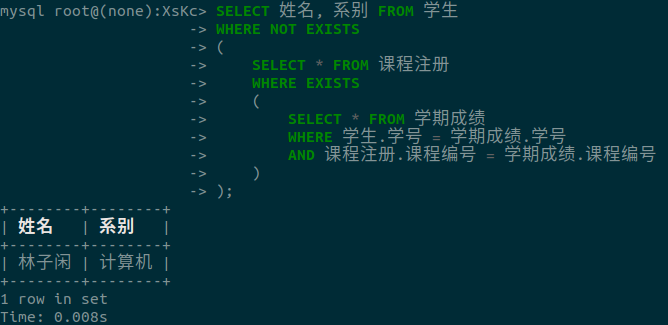 mysql root@(none):XsKc> SELECT 姓名, 系别 FROM 学生
-> WHERE NOT EXISTS
-> (
->     SELECT * FROM 课程注册
->     WHERE EXISTS
->     (
->         SELECT * FROM 学期成绩
->         WHERE 学生.学号 = 学期成绩.学号
->         AND 课程注册.课程编号 = 学期成绩.课程编号
->     )
-> );
+--------+--------+
| 姓名   | 系别   |
+--------+--------+
| 林子闲 | 计算机 |
+--------+--------+
1 row in set
Time: 0.008s